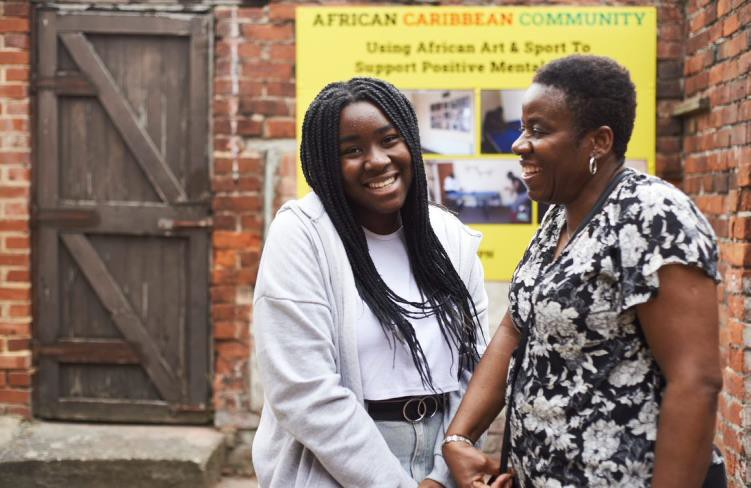 AFRICAN CARIBBEAN COMMUNITY
Using African Art & Sport To
Support Positive Mental